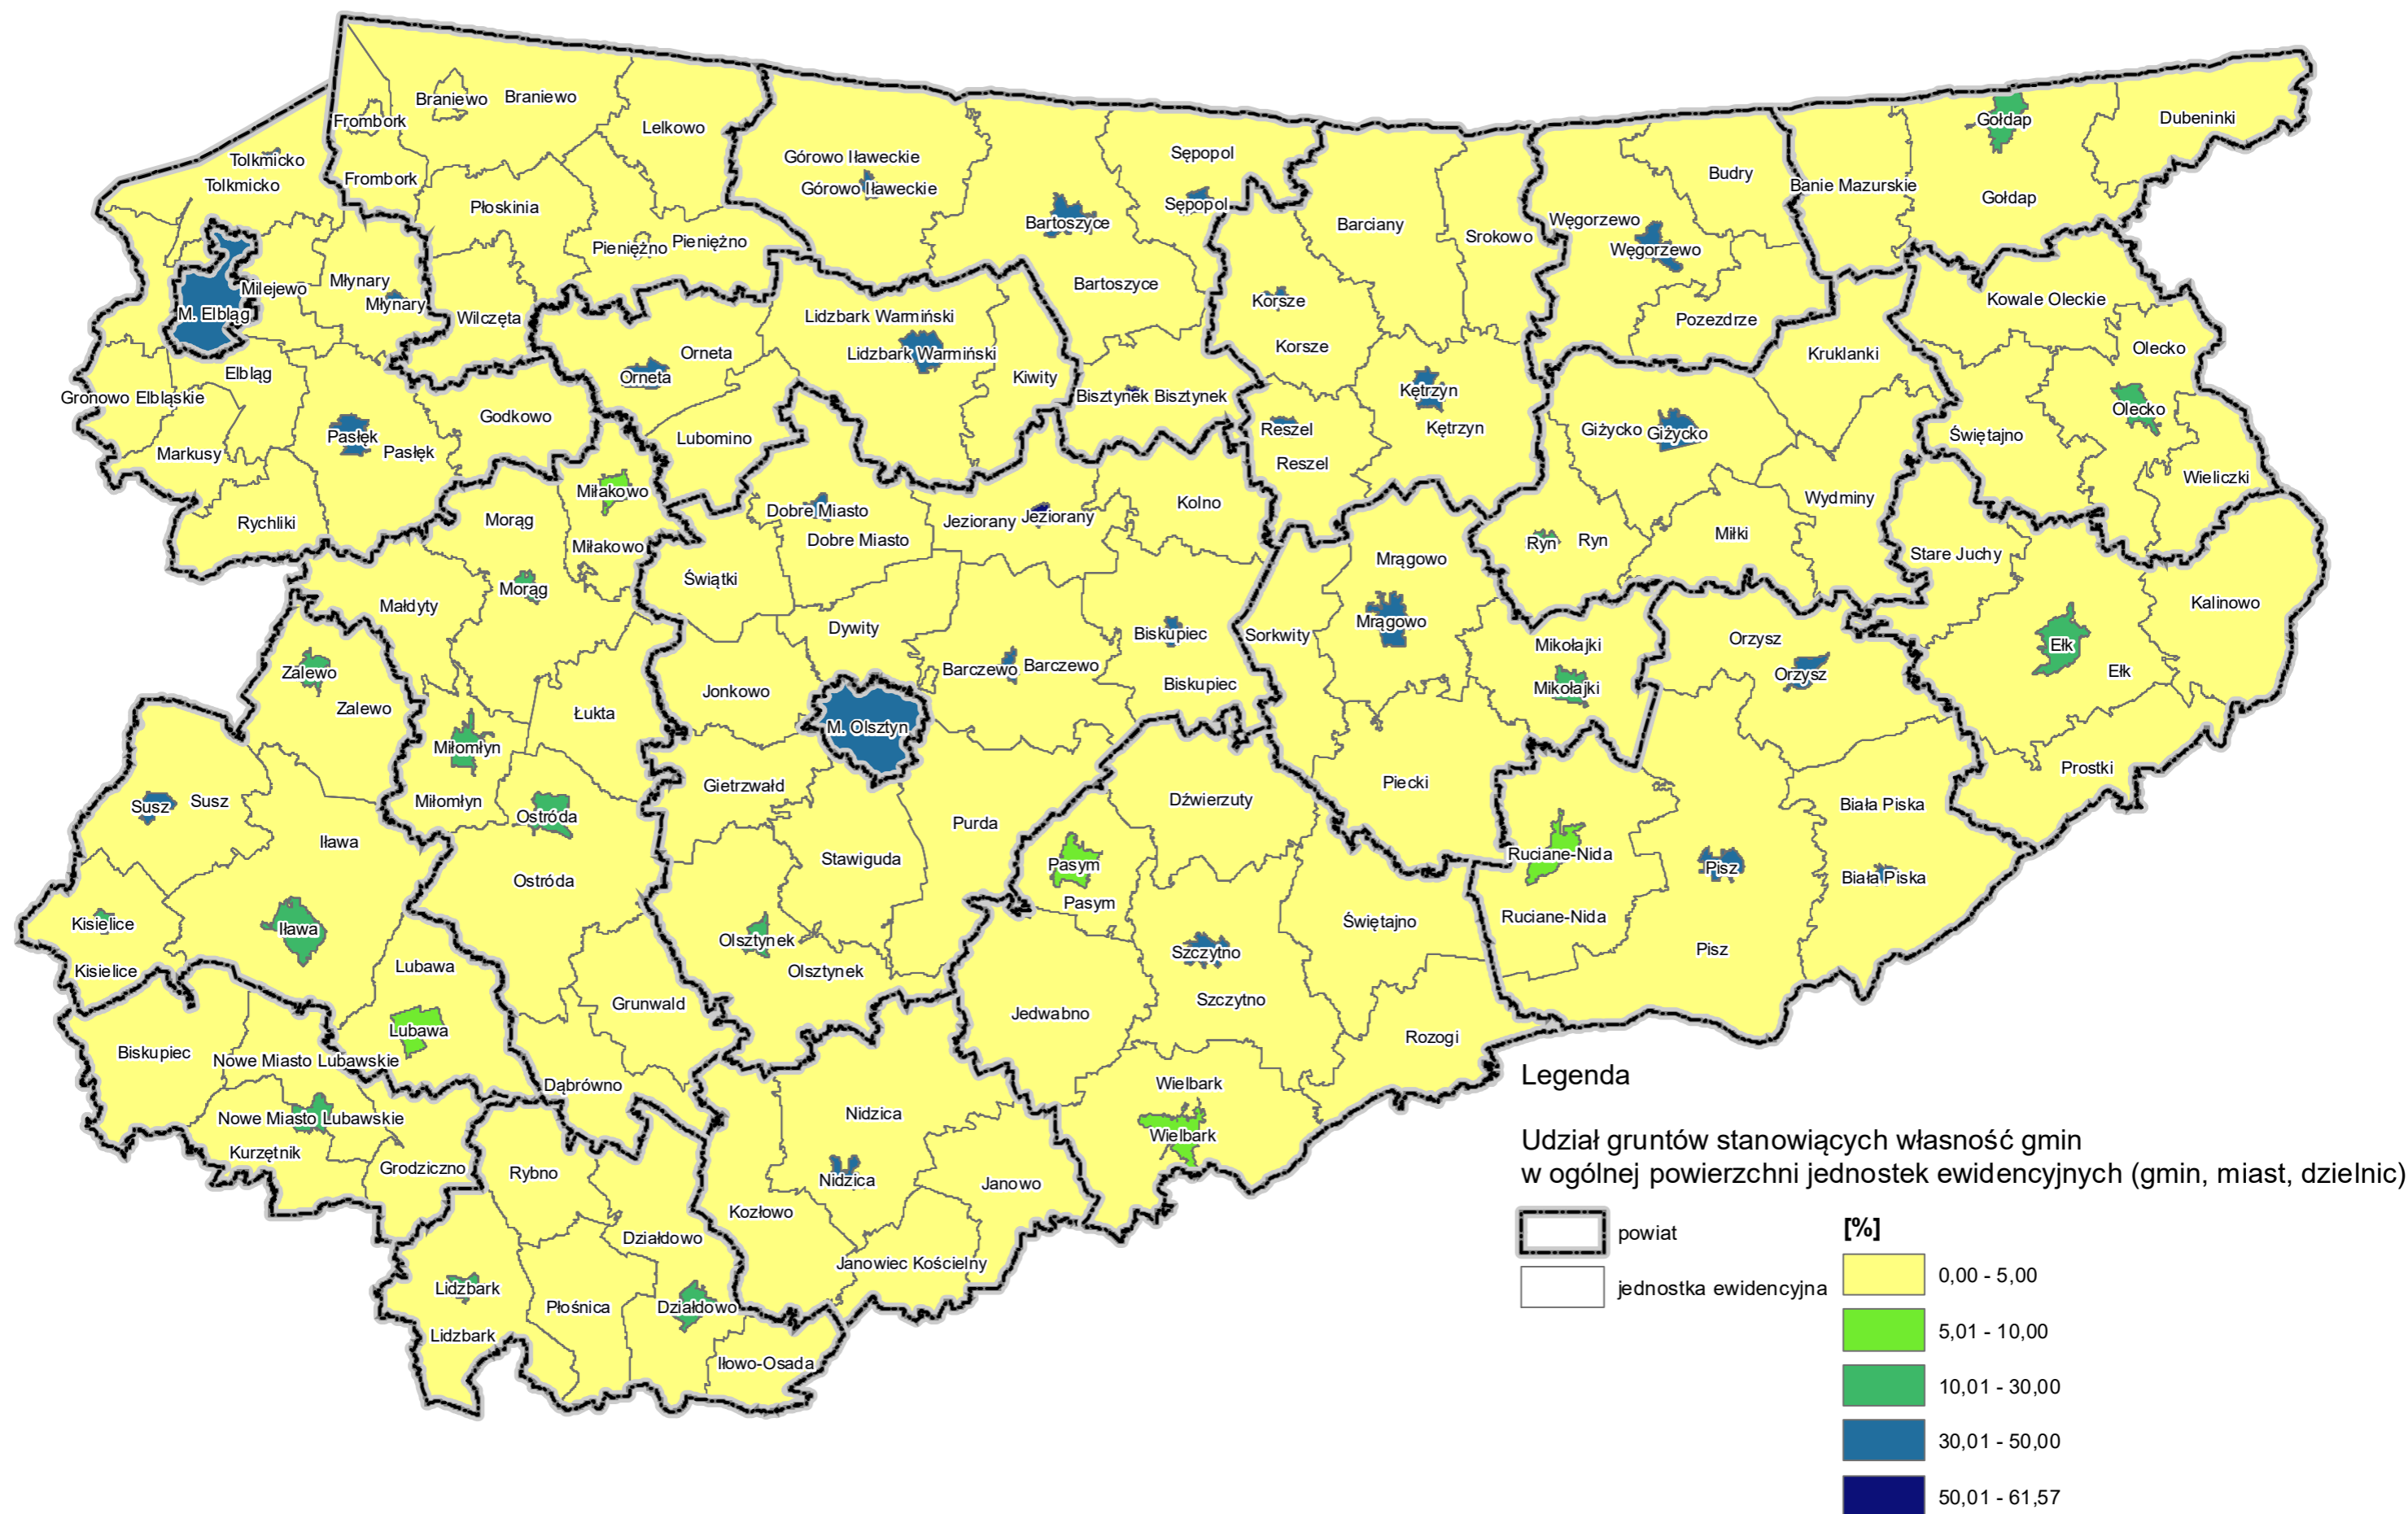 Braniewo
Braniewo
Frombork
Lelkowo
Tolkmicko
Tolkmicko
Frombork
Płoskinia
Pieniężno
Pieniężno
Górowo Iławeckie
Górowo Iławeckie
Sępopol
Sępopol
Bartoszyce
Bartoszyce
Barciany
Srokowo
Węgorzewo
Węgorzewo
Budry
Banie Mazurskie
Gołdap
Gołdap
Dubeninki
M. Elbląg
Milejewo
Młynary
Młynary
Wilczęta
Lidzbark Warmiński
Lidzbark Warmiński
Orneta
Orneta
Kiwity
Korsze
Korsze
Pozezdrze
Kruklanki
Kowale Oleckie
Olecko
Olecko
Elbląg
Gronowo Elbląskie
Markusy
Pasłęk
Pasłęk
Godkowo
Lubomino
Bisztynek
Bisztynek
Kętrzyn
Kętrzyn
Reszel
Reszel
Giżycko
Giżycko
Świętajno
Wieliczki
Rychliki
Morąg
Miłakowo
Miłakowo
Morąg
Dobre Miasto
Dobre Miasto
Jeziorany
Jeziorany
Kolno
Mrągowo
Mrągowo
Ryn
Ryn
Miłki
Wydminy
Stare Juchy
Kalinowo
Małdyty
Świątki
Dywity
Barczewo
Barczewo
Biskupiec
Biskupiec
Sorkwity
Mikołajki
Mikołajki
Orzysz
Orzysz
Ełk
Ełk
Zalewo
Zalewo
Miłomłyn
Miłomłyn
Łukta
Jonkowo
M. Olsztyn
Gietrzwałd
Purda
Dźwierzuty
Piecki
Prostki
Biała Piska
Biała Piska
Susz
Susz
Iława
Iława
Ostróda
Ostróda
Stawiguda
Pasym
Pasym
Ruciane-Nida
Ruciane-Nida
Pisz
Pisz
Kisielice
Kisielice
Lubawa
Lubawa
Olsztynek
Olsztynek
Szczytno
Szczytno
Świętajno
Grunwald
Jedwabno
Rozogi
Biskupiec
Nowe Miasto Lubawskie
Nowe Miasto Lubawskie
Kurzętnik
Grodziczno
Dąbrówno
Rybno
Nidzica
Nidzica
Wielbark
Wielbark
Kozłowo
Janowo
Działdowo
Działdowo
Janowiec Kościelny
Lidzbark
Lidzbark
Płośnica
Iłowo-Osada
Legenda
Udział gruntów stanowiących własność gmin
w ogólnej powierzchni jednostek ewidencyjnych (gmin, miast, dzielnic)
powiat
jednostka ewidencyjna
[%]
0,00 - 5,00
5,01 - 10,00
10,01 - 30,00
30,01 - 50,00
50,01 - 61,57